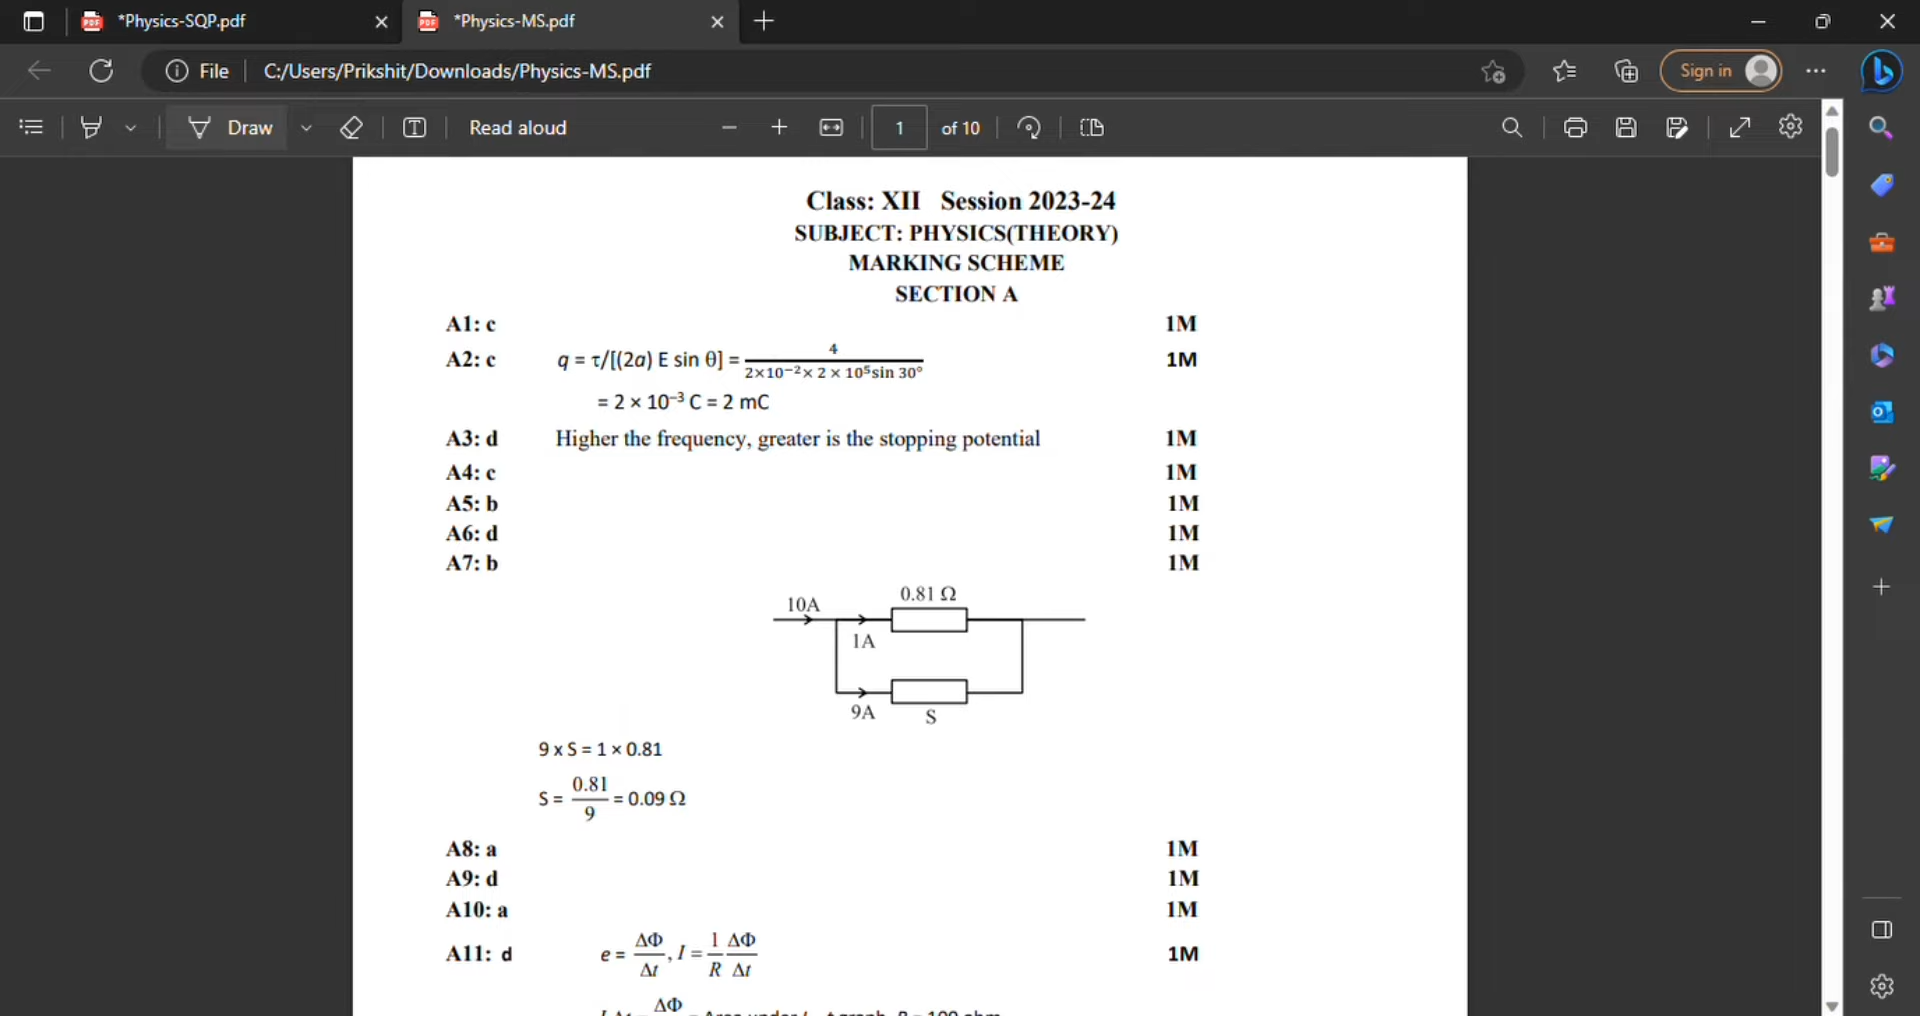 *Physics-SQP.pdf
*Physics-MS.pdf
File
C:/Users/Prikshit/Downloads/Physics-MS.pdf
Sign in
Draw
Read aloud
1 of 10
Class: XII Session 2023-24
SUBJECT: PHYSICS(THEORY)
MARKING SCHEME
SECTION A
A1: c 1M
A2: c q = τ/[(2a) E sin θ] = 4 / 2×10⁻²× 2 × 10⁵sin 30° 1M
= 2 × 10⁻³ C = 2 mC
A3: d Higher the frequency, greater is the stopping potential 1M
A4: c 1M
A5: b 1M
A6: d 1M
A7: b 1M
0.81 Ω
10A
1A
9A
S
9 x S = 1 × 0.81
S = 0.81 / 9 = 0.09 Ω
A8: a 1M
A9: d 1M
A10: a 1M
A11: d e = ΔΦ/Δt , I = 1/R ΔΦ/Δt 1M
ΔΦ